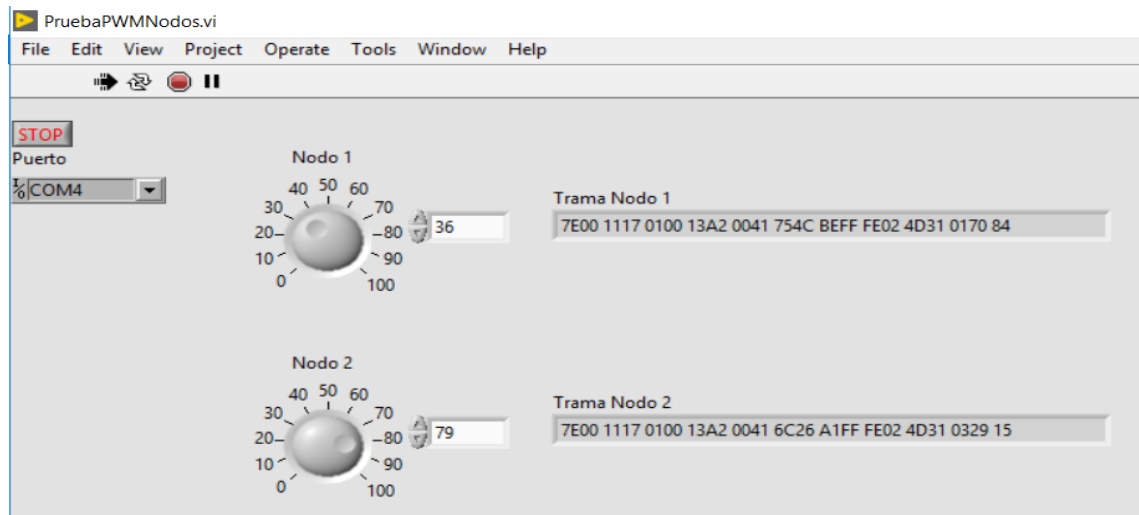 PruebaPWMNodos.vi
File Edit View Project Operate Tools Window Help
STOP
Puerto
I/O COM4
Nodo 1
0 10 20 30 40 50 60 70 80 90 100
36
Trama Nodo 1
7E00 1117 0100 13A2 0041 754C BEFF FE02 4D31 0170 84
Nodo 2
0 10 20 30 40 50 60 70 80 90 100
79
Trama Nodo 2
7E00 1117 0100 13A2 0041 6C26 A1FF FE02 4D31 0329 15